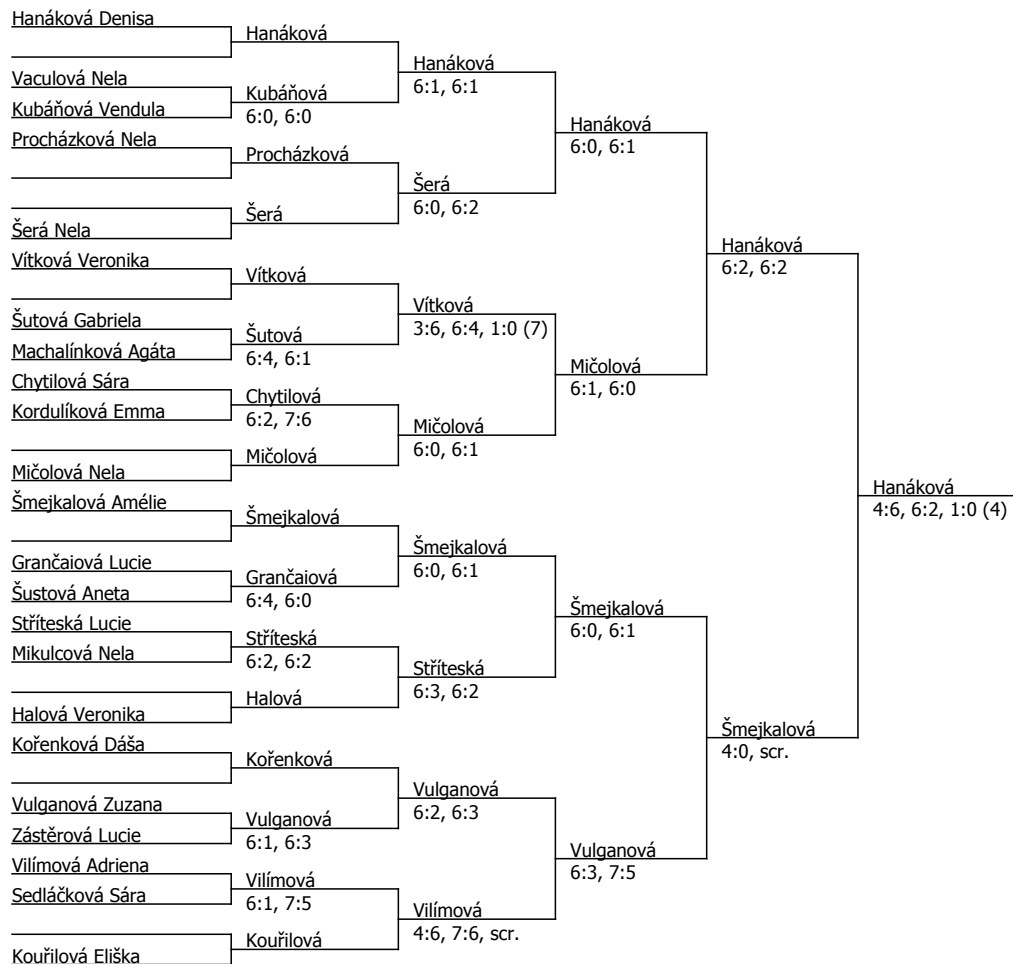 Hanáková Denisa
Vaculová Nela
Kubáňová Vendula
Procházková Nela
Šerá Nela
Vítková Veronika
Šutová Gabriela
Machalínková Agáta
Chytilová Sára
Kordulíková Emma
Mičolová Nela
Šmejkalová Amélie
Grančaiová Lucie
Šustová Aneta
Stříteská Lucie
Mikulcová Nela
Halová Veronika
Kořenková Dáša
Vulganová Zuzana
Zástěrová Lucie
Vilímová Adriena
Sedláčková Sára
Kouřilová Eliška
Hanáková
Kubáňová
6:0, 6:0
Procházková
Šerá
Vítková
Šutová
6:4, 6:1
Chytilová
6:2, 7:6
Mičolová
Šmejkalová
Grančaiová
6:4, 6:0
Stříteská
6:2, 6:2
Halová
Kořenková
Vulganová
6:1, 6:3
Vilímová
6:1, 7:5
Kouřilová
Hanáková
6:1, 6:1
Šerá
6:0, 6:2
Vítková
3:6, 6:4, 1:0 (7)
Mičolová
6:0, 6:1
Šmejkalová
6:0, 6:1
Stříteská
6:3, 6:2
Vulganová
6:2, 6:3
Vilímová
4:6, 7:6, scr.
Hanáková
6:0, 6:1
Mičolová
6:1, 6:0
Šmejkalová
6:0, 6:1
Vulganová
6:3, 7:5
Hanáková
6:2, 6:2
Šmejkalová
4:0, scr.
Hanáková
4:6, 6:2, 1:0 (4)